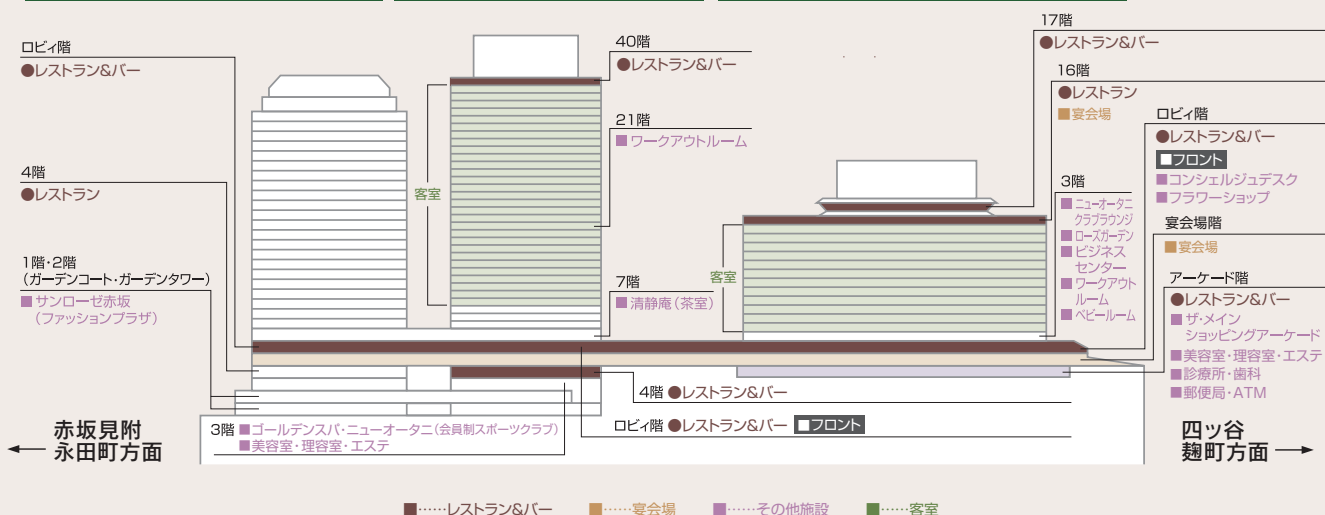 ロビィ階
●レストラン&バー
4階
●レストラン
1階・2階
(ガーデンコート・ガーデンタワー)
■サンローゼ赤坂
(ファッションプラザ)
赤坂見附
永田町方面
3階 ■ゴールデンスパ・ニューオータニ(会員制スポーツクラブ)
■美容室・理容室・エステ
客室
40階
●レストラン&バー
21階
■ワークアウトルーム
7階
■清静庵(茶室)
4階 ●レストラン&バー
ロビィ階 ●レストラン&バー ■フロント
客室
17階
●レストラン&バー
16階
●レストラン
■宴会場
3階
■ニューオータニ
クラブラウンジ
■ローズガーデン
■ビジネス
センター
■ワークアウト
ルーム
■ベビールーム
ロビィ階
●レストラン&バー
■フロント
■コンシェルジュデスク
■フラワーショップ
宴会場階
■宴会場
アーケード階
●レストラン&バー
■ザ・メイン
ショッピングアーケード
■美容室・理容室・エステ
■診療所・歯科
■郵便局・ATM
四ッ谷
麹町方面
■……レストラン&バー ■……宴会場 ■……その他施設 ■……客室